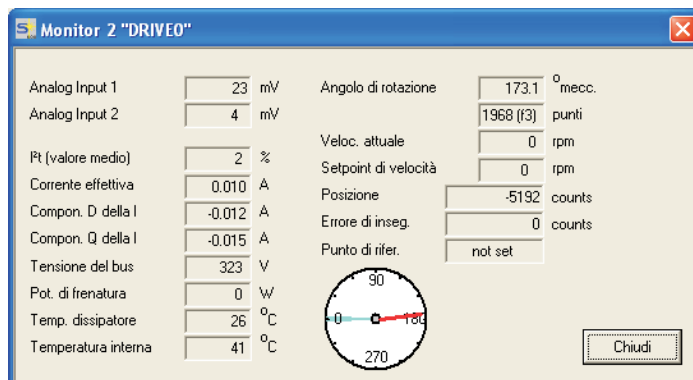 Monitor 2 "DRIVE0"
Analog Input 1 23 mV
Analog Input 2 4 mV
I²t (valore medio) 2 %
Corrente effettiva 0.010 A
Compon. D della I -0.012 A
Compon. Q della I -0.015 A
Tensione del bus 323 V
Pot. di frenatura 0 W
Temp. dissipatore 26 °C
Temperatura interna 41 °C
Angolo di rotazione 173.1 °mecc.
1968 (f3) punti
Veloc. attuale 0 rpm
Setpoint di velocità 0 rpm
Posizione -5192 counts
Errore di inseg. 0 counts
Punto di rifer. not set
90
0 180
270
Chiudi